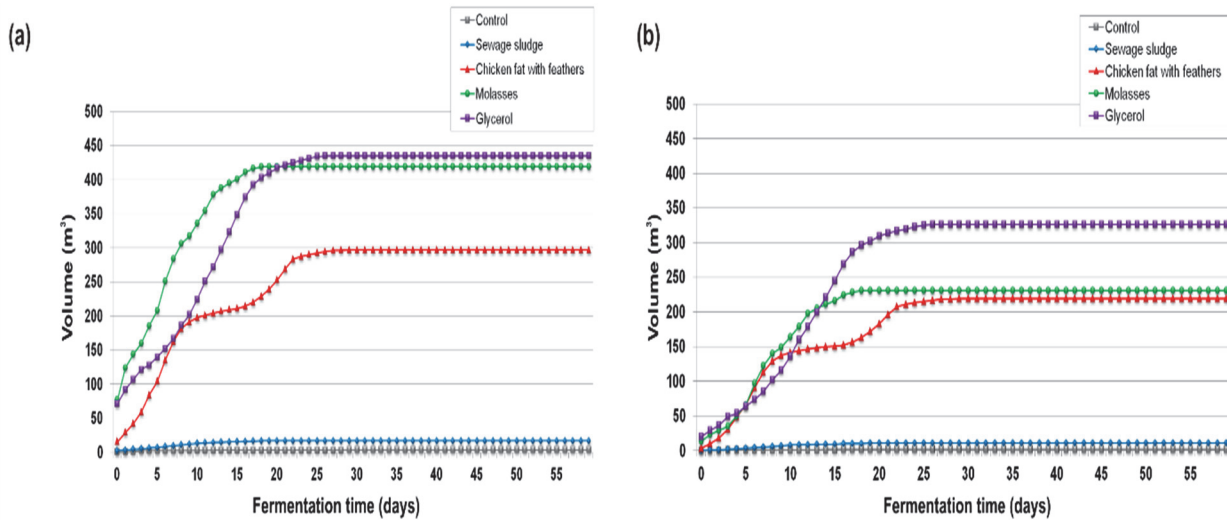 (a)
Control
Sewage sludge
Chicken fat with feathers
Molasses
Glycerol
500
450
400
350
300
250
200
150
100
50
0
Volume (m³)
0 5 10 15 20 25 30 35 40 45 50 55
Fermentation time (days)
(b)
Control
Sewage sludge
Chicken fat with feathers
Molasses
Glycerol
500
450
400
350
300
250
200
150
100
50
0
Volume (m³)
0 5 10 15 20 25 30 35 40 45 50 55
Fermentation time (days)